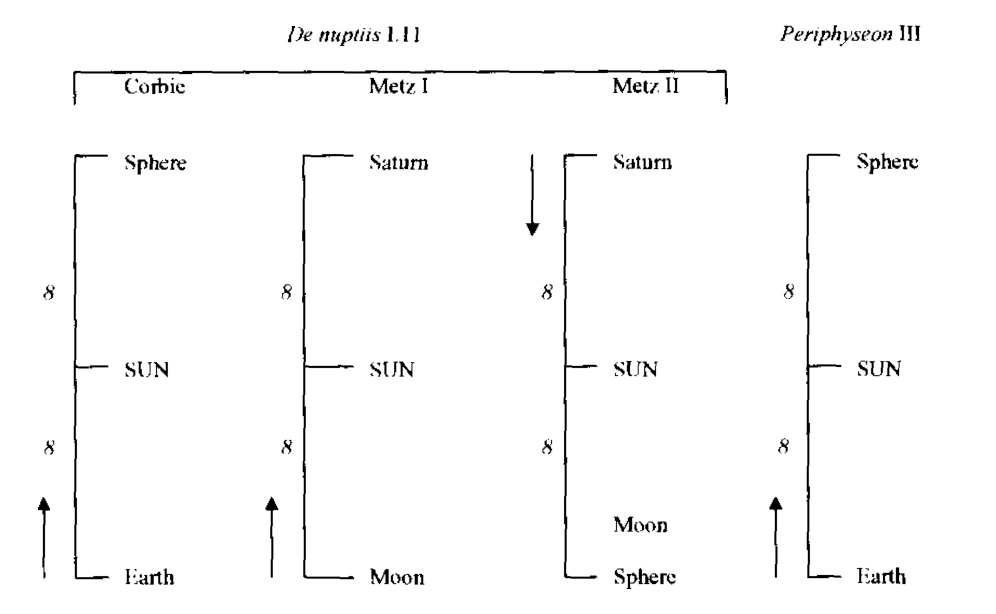 De nuptiis I.11 Periphyseon III
Corbie Metz I Metz II
Sphere Saturn Saturn Sphere
8 8 8 8
SUN SUN SUN SUN
8 8 8 8
Moon
Earth Moon Sphere Earth